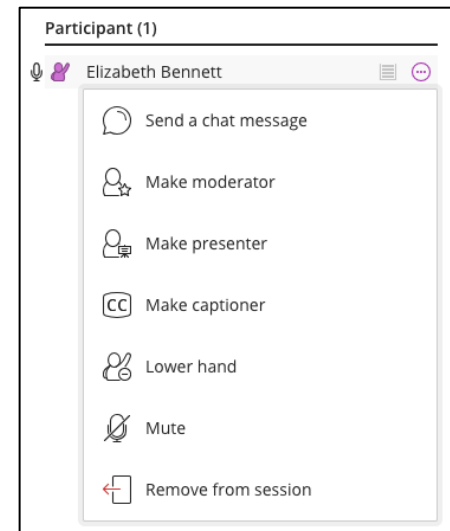 Participant (1)
Elizabeth Bennett
Send a chat message
Make moderator
Make presenter
CC Make captioner
Lower hand
Mute
Remove from session